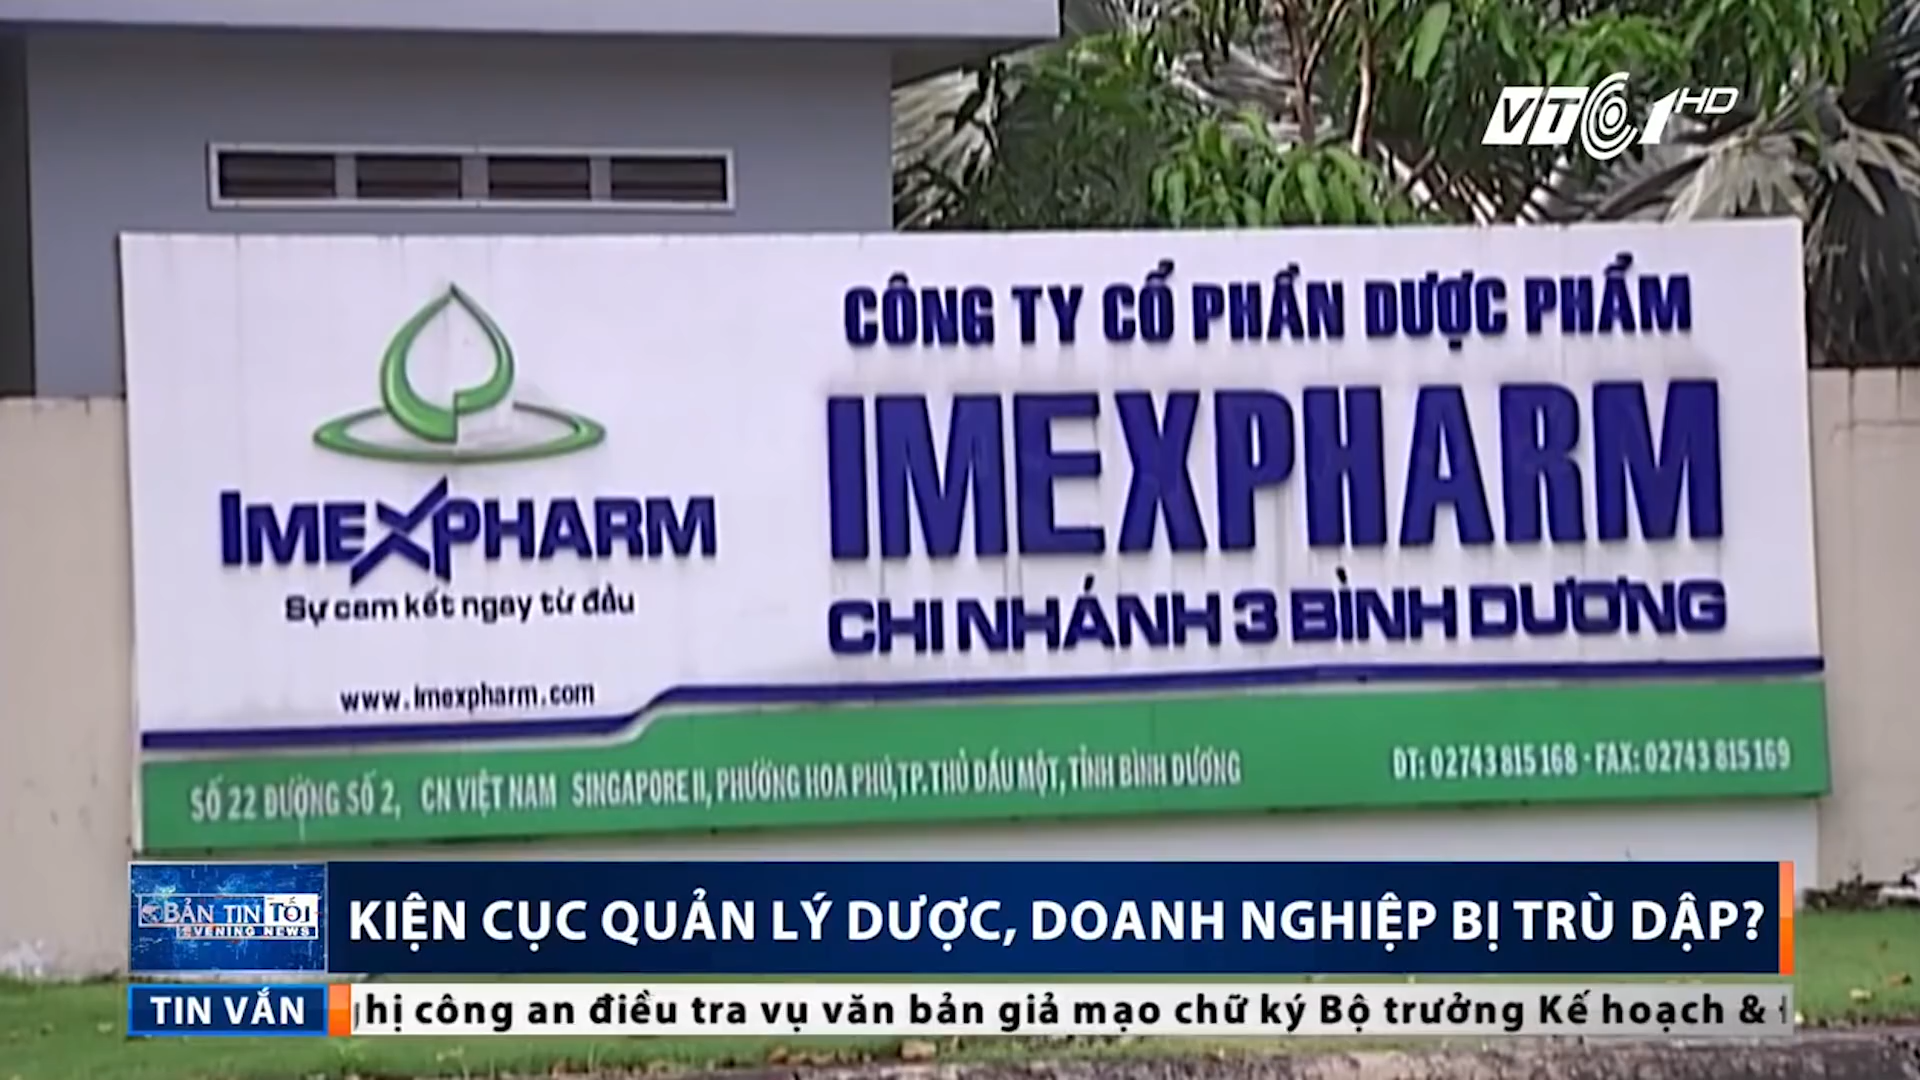 VTC1 HD
CÔNG TY CỔ PHẦN DƯỢC PHẨM
IMEXPHARM
CHI NHÁNH 3 BÌNH DƯƠNG
IMEXPHARM
Sự cam kết ngay từ đầu
www.imexpharm.com
SỐ 22 ĐƯỜNG SỐ 2, CN VIỆT NAM SINGAPORE II, PHƯỜNG HOA PHÚ, TP. THỦ DẦU MỘT, TỈNH BÌNH DƯƠNG
ĐT: 02743 815 168 - FAX: 02743 815 169
BẢN TIN TỐI
EVENING NEWS
KIỆN CỤC QUẢN LÝ DƯỢC, DOANH NGHIỆP BỊ TRÙ DẬP?
TIN VẮN
hị công an điều tra vụ văn bản giả mạo chữ ký Bộ trưởng Kế hoạch &